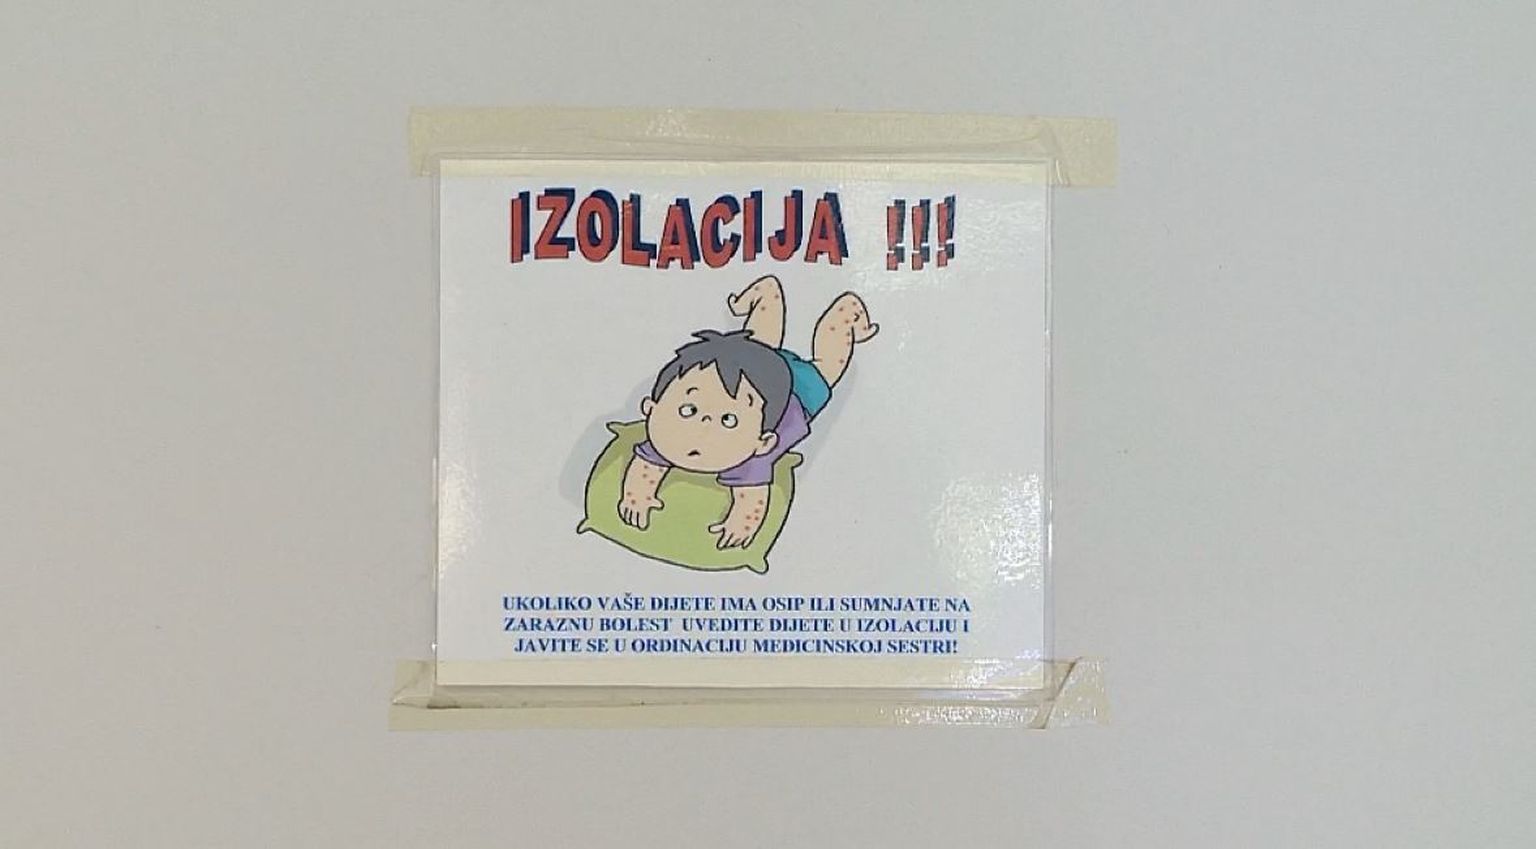 IZOLACIJA !!!
UKOLIKO VAŠE DIJETE IMA OSIP ILI SUMNJATE NA
ZARAZNU BOLEST UVEDITE DIJETE U IZOLACIJU I
JAVITE SE U ORDINACIJU MEDICINSKOJ SESTRI!